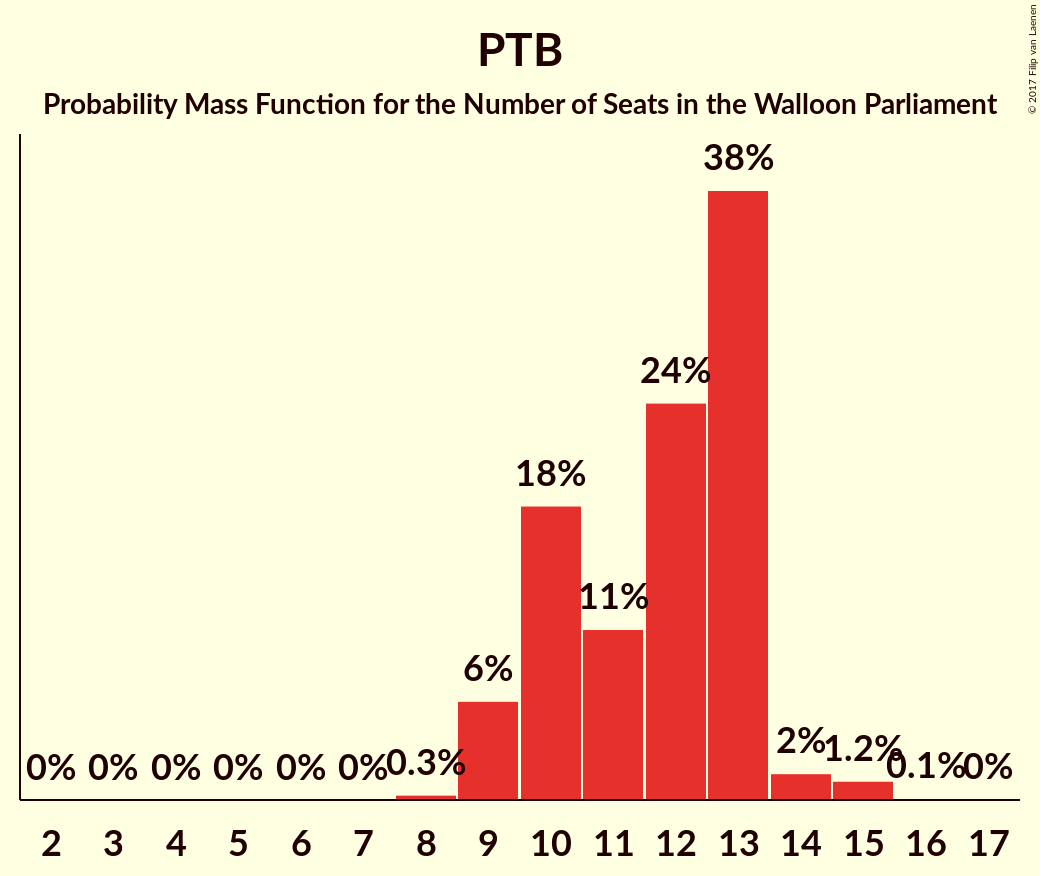 PTB
Probability Mass Function for the Number of Seats in the Walloon Parliament
© 2017 Filip van Laenen
38%
24%
18%
11%
6%
2%
1.2%
0% 0% 0% 0% 0% 0% 0.3% 0.1% 0%
2 3 4 5 6 7 8 9 10 11 12 13 14 15 16 17